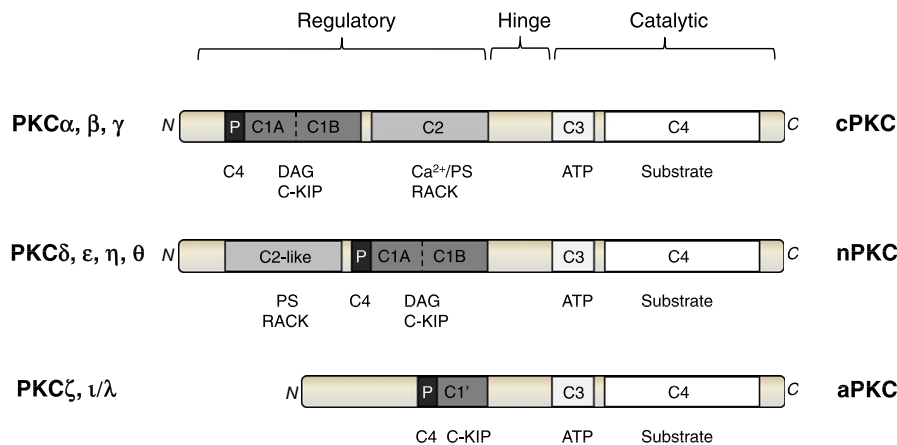 Regulatory Hinge Catalytic
PKCα, β, γ N P C1A C1B C2 C3 C4 C cPKC
C4 DAG Ca²⁺/PS ATP Substrate
C-KIP RACK
PKCδ, ε, η, θ N C2-like P C1A C1B C3 C4 C nPKC
PS C4 DAG ATP Substrate
RACK C-KIP
PKCζ, ι/λ N P C1' C3 C4 C aPKC
C4 C-KIP ATP Substrate